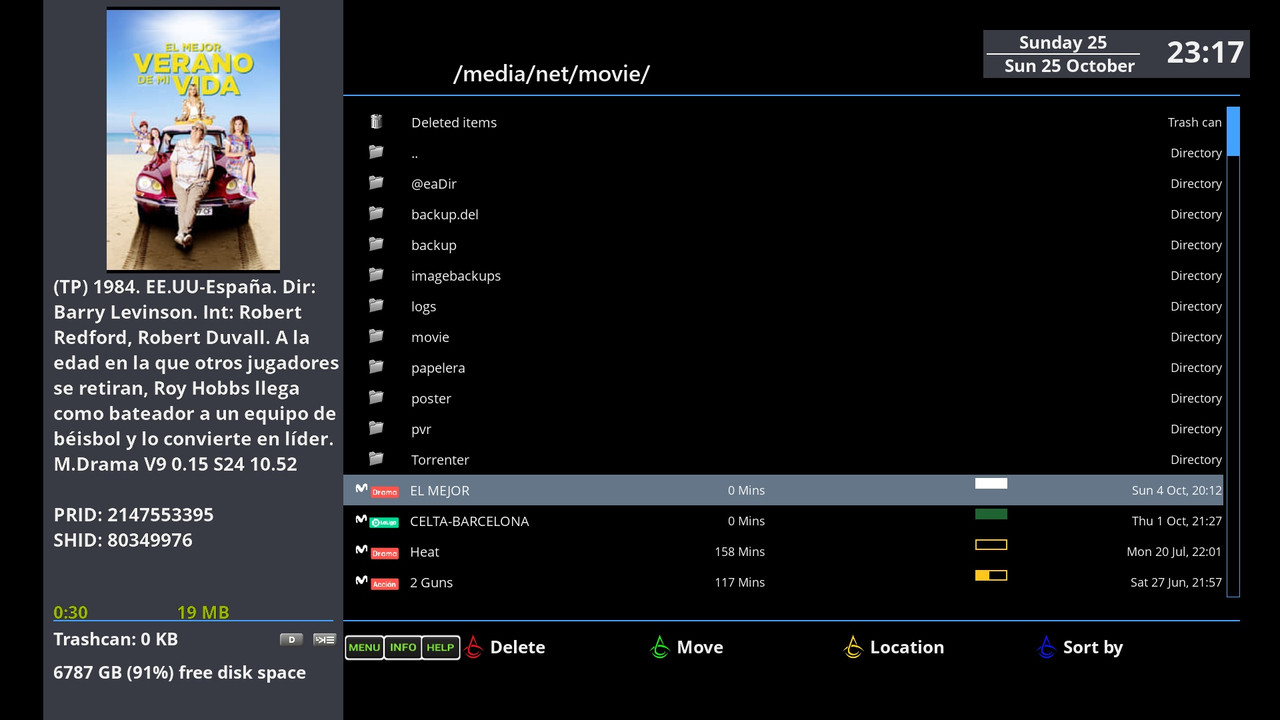 EL MEJOR
VERANO
DE MI VIDA
(TP) 1984. EE.UU-España. Dir:
Barry Levinson. Int: Robert
Redford, Robert Duvall. A la
edad en la que otros jugadores
se retiran, Roy Hobbs llega
como bateador a un equipo de
béisbol y lo convierte en líder.
M.Drama V9 0.15 S24 10.52
PRID: 2147553395
SHID: 80349976
0:30 19 MB
Trashcan: 0 KB D
6787 GB (91%) free disk space
/media/net/movie/
Sunday 25
Sun 25 October
23:17
Deleted items Trash can
.. Directory
@eaDir Directory
backup.del Directory
backup Directory
imagebackups Directory
logs Directory
movie Directory
papelera Directory
poster Directory
pvr Directory
Torrenter Directory
Drama EL MEJOR 0 Mins Sun 4 Oct, 20:12
CELTA-BARCELONA 0 Mins Thu 1 Oct, 21:27
Drama Heat 158 Mins Mon 20 Jul, 22:01
Acción 2 Guns 117 Mins Sat 27 Jun, 21:57
MENU INFO HELP Delete Move Location Sort by